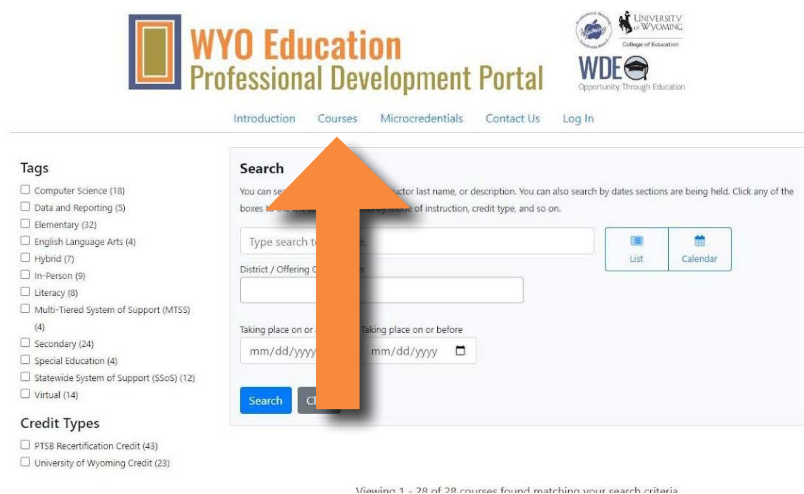 WYO Education
Professional Development Portal
UNIVERSITY
OF WYOMING
College of Education
WDE
Opportunity Through Education
Introduction Courses Microcredentials Contact Us Log In
Tags
Computer Science (18)
Data and Reporting (5)
Elementary (32)
English Language Arts (4)
Hybrid (7)
In-Person (9)
Literacy (8)
Multi-Tiered System of Support (MTSS)
(4)
Secondary (24)
Special Education (4)
Statewide System of Support (SSoS) (12)
Virtual (14)
Credit Types
PTSB Recertification Credit (43)
University of Wyoming Credit (23)
Search
You can ctor last name, or description. You can also search by dates sections are being held. Click any of the
boxes to the by mode of instruction, credit type, and so on.
Type search
List Calendar
District / Offering
Taking place on or Taking place on or before
mm/dd/yyyy mm/dd/yyyy
Search
Viewing 1 - 28 of 28 courses found matching your search criteria